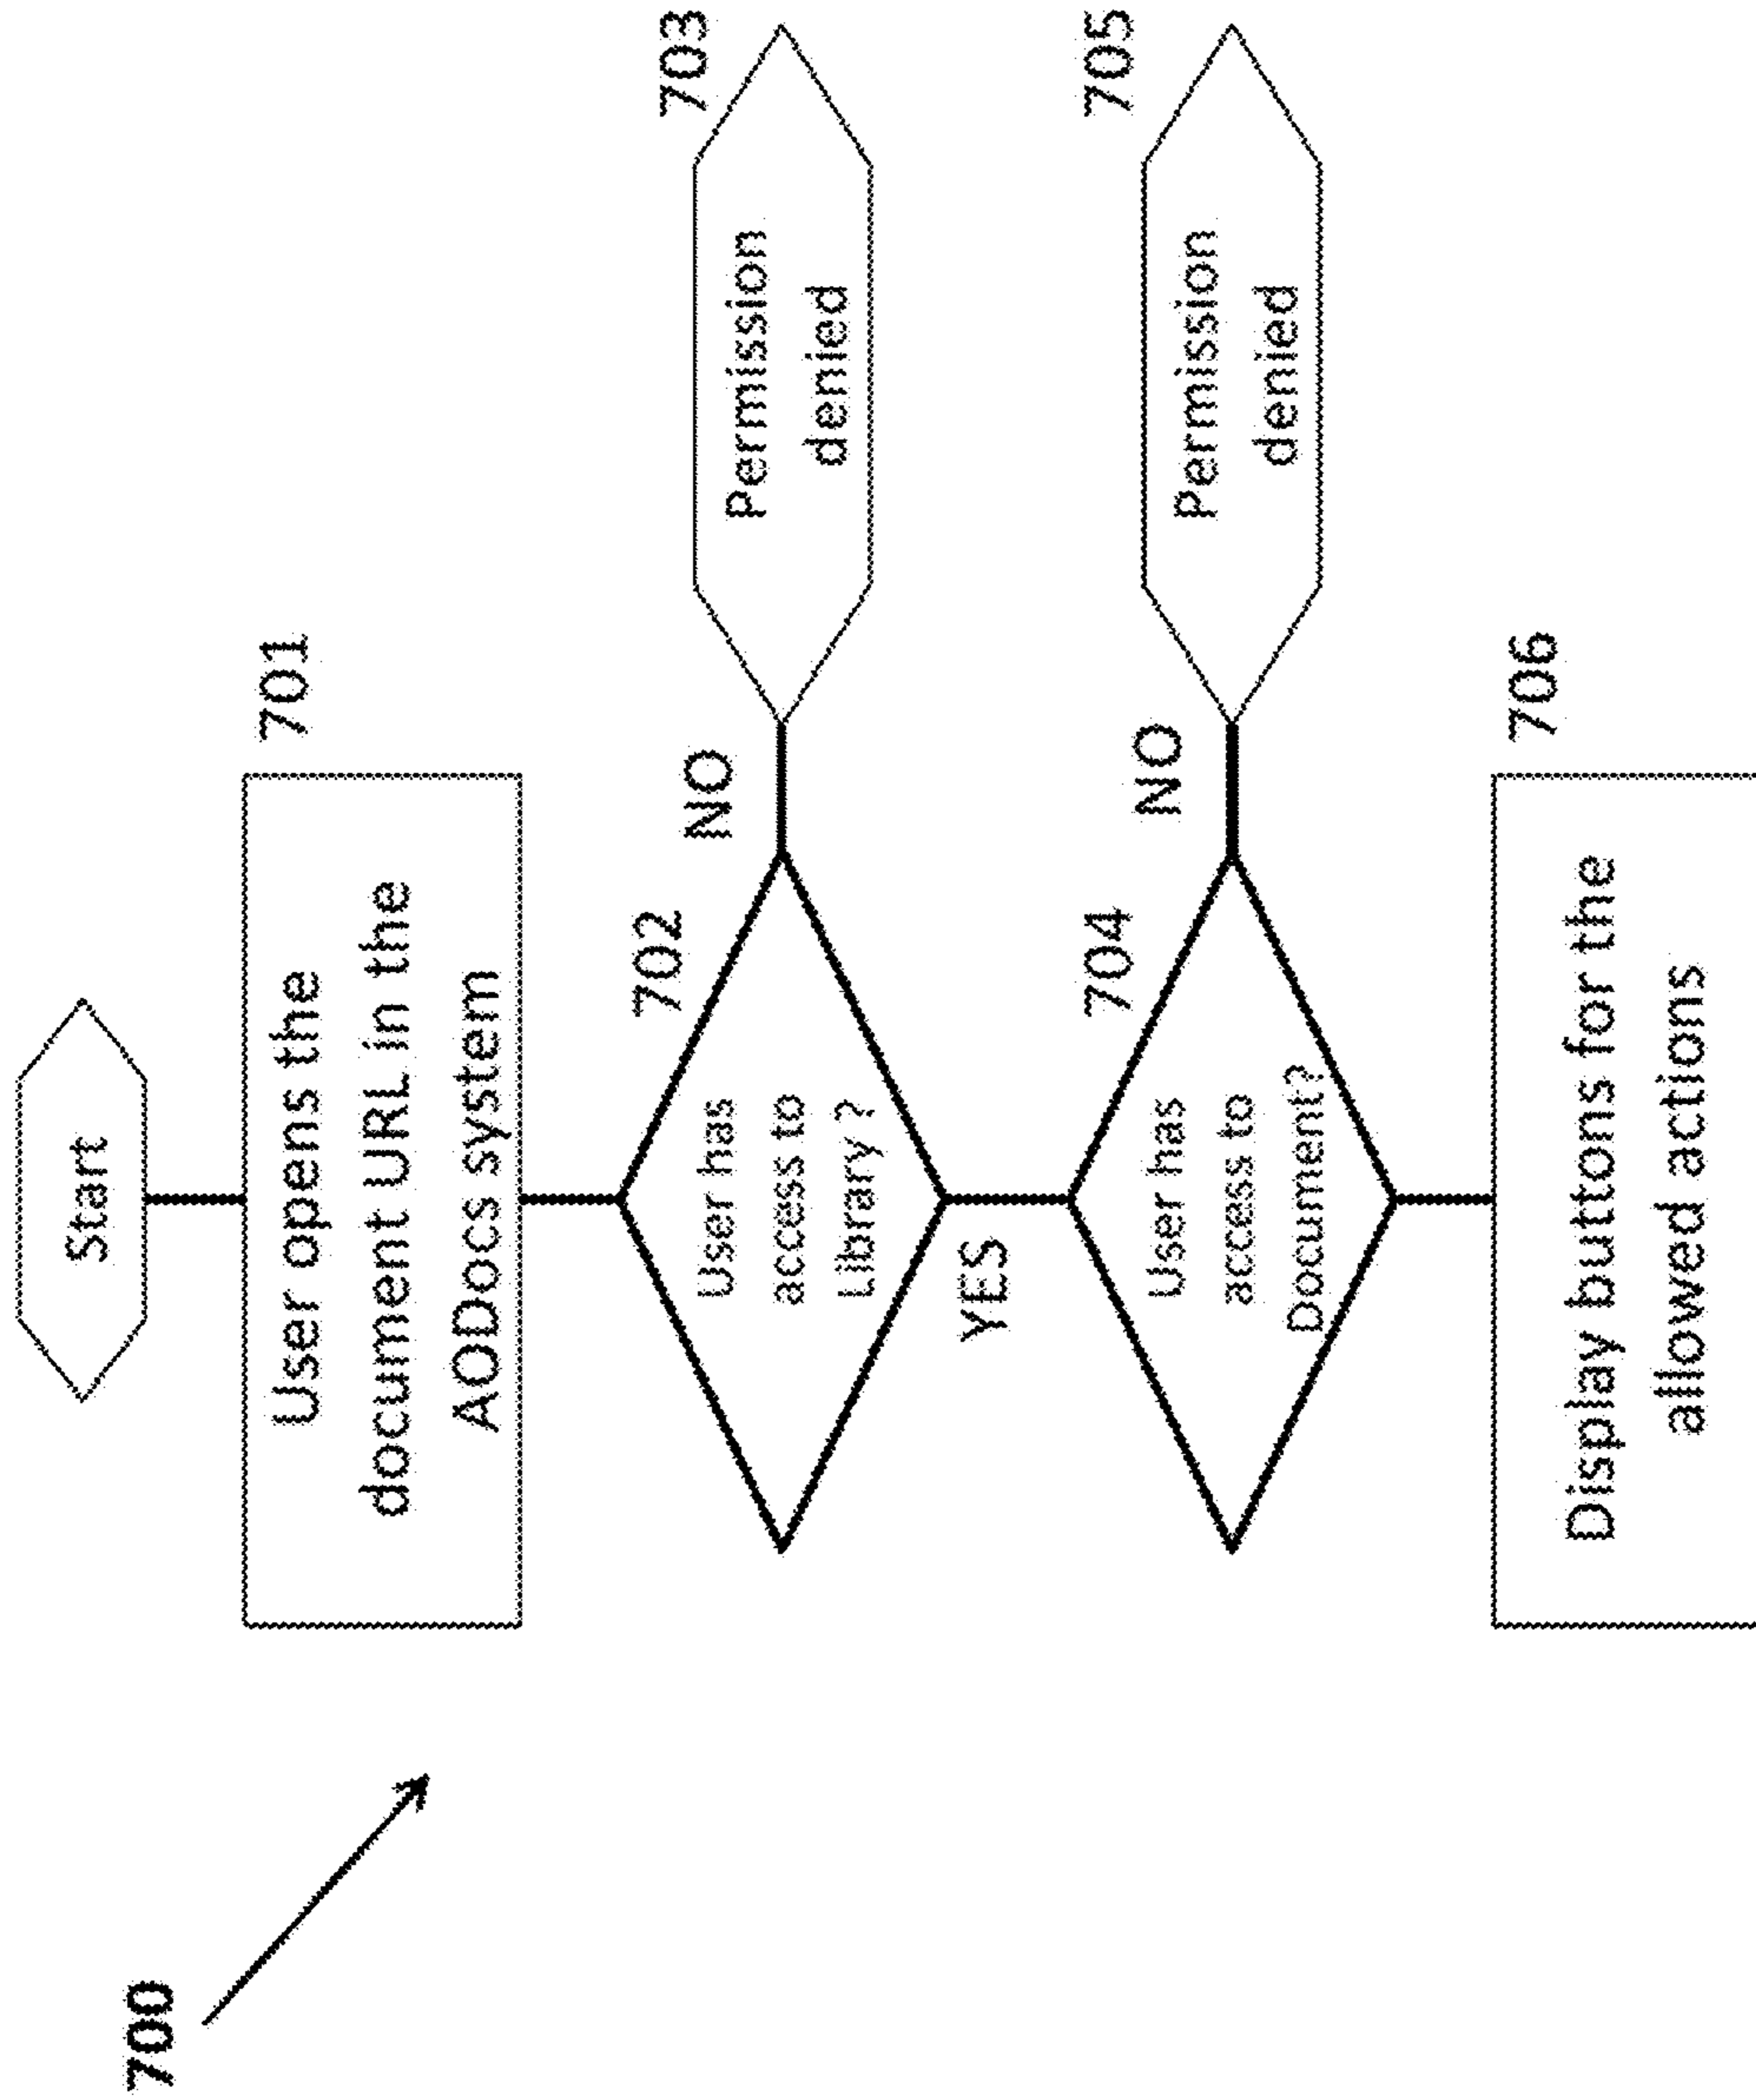 700
Start
701
User opens the
document URL in the
AODocs system
702
User has
access to
Library ?
NO
703
Permission
denied
YES
704
User has
access to
Document?
NO
705
Permission
denied
706
Display buttons for the
allowed actions